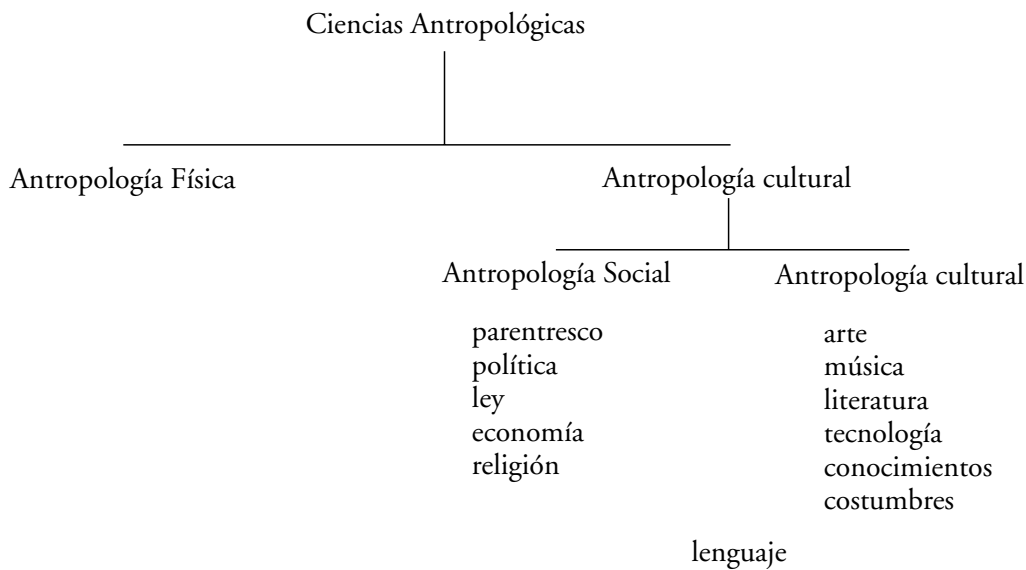 Ciencias Antropológicas
Antropología Física
Antropología cultural
Antropología Social
parentresco
política
ley
economía
religión
Antropología cultural
arte
música
literatura
tecnología
conocimientos
costumbres
lenguaje